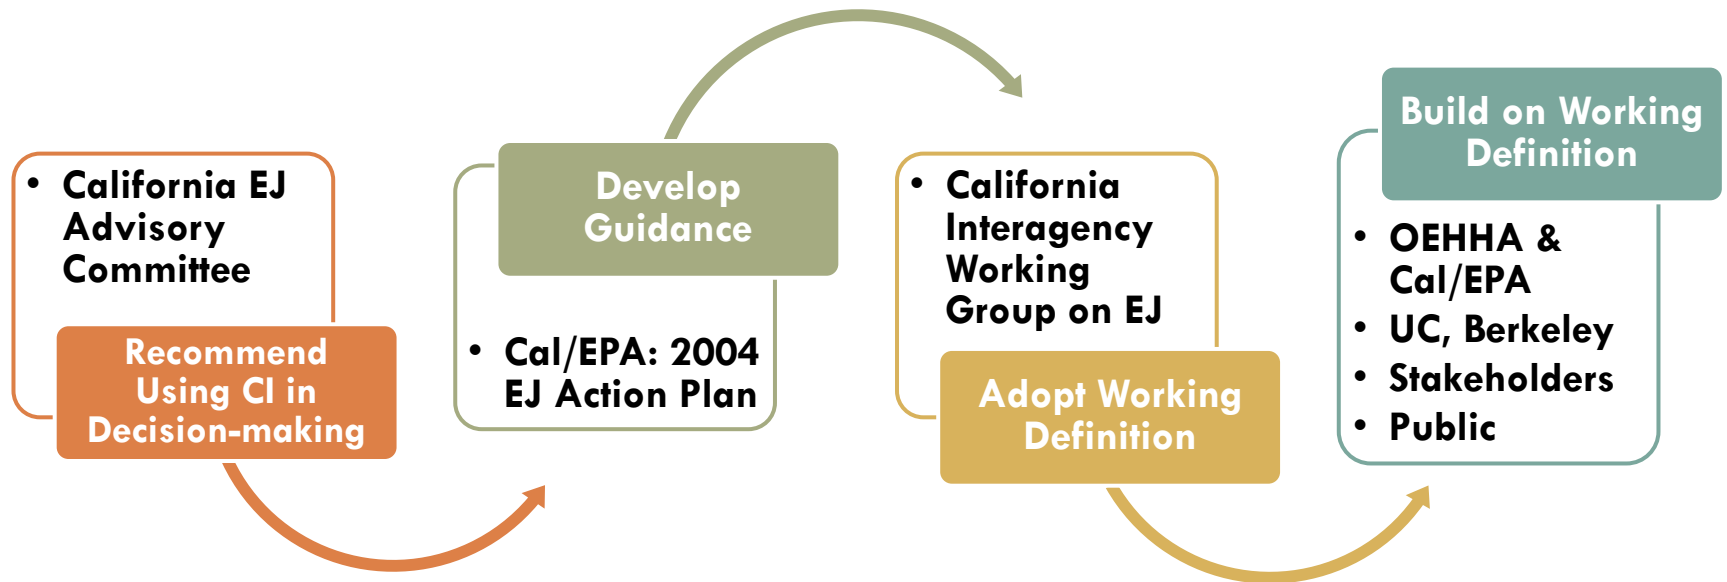 • California EJ
Advisory
Committee
Recommend
Using CI in
Decision-making
Develop
Guidance
• Cal/EPA: 2004
EJ Action Plan
• California
Interagency
Working
Group on EJ
Adopt Working
Definition
Build on Working
Definition
• OEHHA &
Cal/EPA
• UC, Berkeley
• Stakeholders
• Public